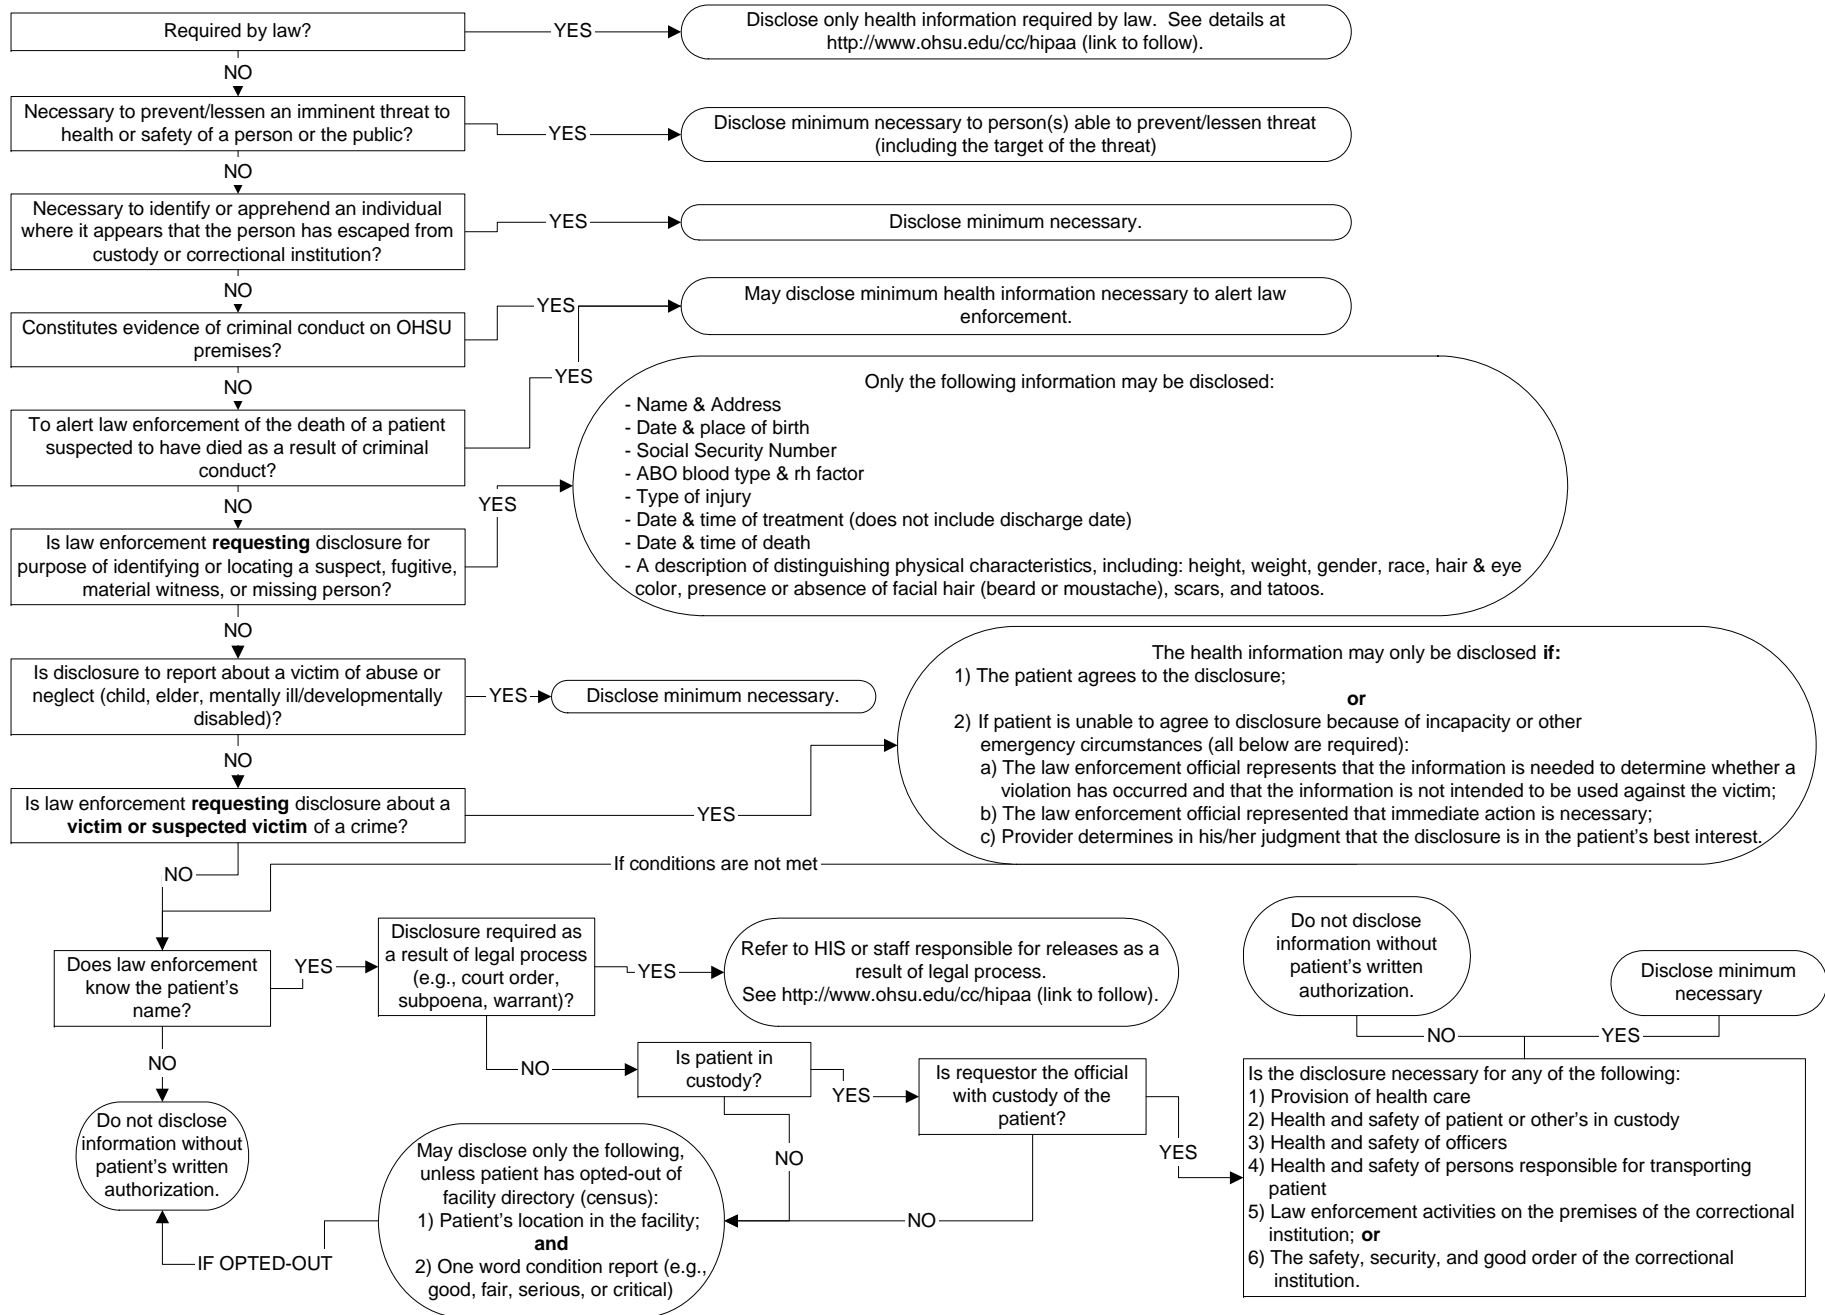 Required by law?
YES
Disclose only health information required by law.  See details at
http://www.ohsu.edu/cc/hipaa (link to follow).
NO
Necessary to prevent/lessen an imminent threat to
health or safety of a person or the public?
YES
Disclose minimum necessary to person(s) able to prevent/lessen threat
(including the target of the threat)
NO
Necessary to identify or apprehend an individual
where it appears that the person has escaped from
custody or correctional institution?
YES
Disclose minimum necessary.
NO
Constitutes evidence of criminal conduct on OHSU
premises?
YES
May disclose minimum health information necessary to alert law
enforcement.
NO
To alert law enforcement of the death of a patient
suspected to have died as a result of criminal
conduct?
YES
NO
Is law enforcement requesting disclosure for
purpose of identifying or locating a suspect, fugitive,
material witness, or missing person?
YES
Only the following information may be disclosed:
- Name & Address
- Date & place of birth
- Social Security Number
- ABO blood type & rh factor
- Type of injury
- Date & time of treatment (does not include discharge date)
- Date & time of death
- A description of distinguishing physical characteristics, including: height, weight, gender, race, hair & eye
color, presence or absence of facial hair (beard or moustache), scars, and tatoos.
NO
Is disclosure to report about a victim of abuse or
neglect (child, elder, mentally ill/developmentally
disabled)?
YES
Disclose minimum necessary.
NO
Is law enforcement requesting disclosure about a
victim or suspected victim of a crime?
YES
The health information may only be disclosed if:
1) The patient agrees to the disclosure;
or
2) If patient is unable to agree to disclosure because of incapacity or other
emergency circumstances (all below are required):
a) The law enforcement official represents that the information is needed to determine whether a
violation has occurred and that the information is not intended to be used against the victim;
b) The law enforcement official represented that immediate action is necessary;
c) Provider determines in his/her judgment that the disclosure is in the patient's best interest.
If conditions are not met
NO
Does law enforcement
know the patient's
name?
YES
Disclosure required as
a result of legal process
(e.g., court order,
subpoena, warrant)?
YES
Refer to HIS or staff responsible for releases as a
result of legal process.
See http://www.ohsu.edu/cc/hipaa (link to follow).
Do not disclose
information without
patient's written
authorization.
Disclose minimum
necessary
NO
YES
NO
NO
Is patient in
custody?
YES
Is requestor the official
with custody of the
patient?
YES
Is the disclosure necessary for any of the following:
1) Provision of health care
2) Health and safety of patient or other's in custody
3) Health and safety of officers
4) Health and safety of persons responsible for transporting
patient
5) Law enforcement activities on the premises of the correctional
institution; or
6) The safety, security, and good order of the correctional
institution.
Do not disclose
information without
patient's written
authorization.
NO
NO
May disclose only the following,
unless patient has opted-out of
facility directory (census):
1) Patient's location in the facility;
and
2) One word condition report (e.g.,
good, fair, serious, or critical)
IF OPTED-OUT